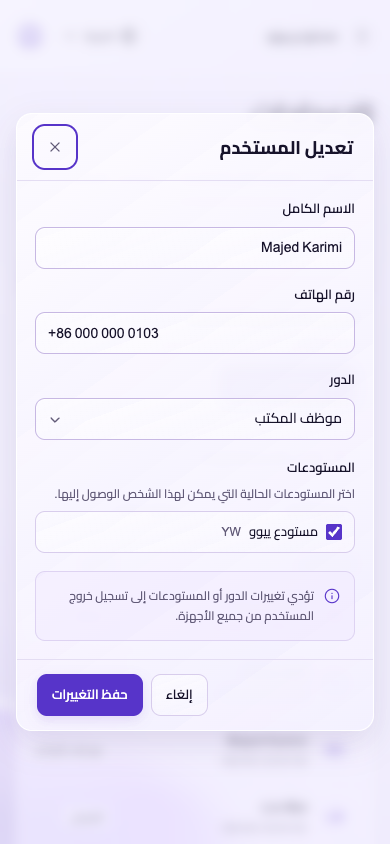 تعديل المستخدم
الاسم الكامل
Majed Karimi
رقم الهاتف
+86 000 000 0103
الدور
موظف المكتب
المستودعات
اختر المستودعات الحالية التي يمكن لهذا الشخص الوصول إليها.
مستودع ييوو YW
تؤدي تغييرات الدور أو المستودعات إلى تسجيل خروج
المستخدم من جميع الأجهزة.
إلغاء
حفظ التغييرات